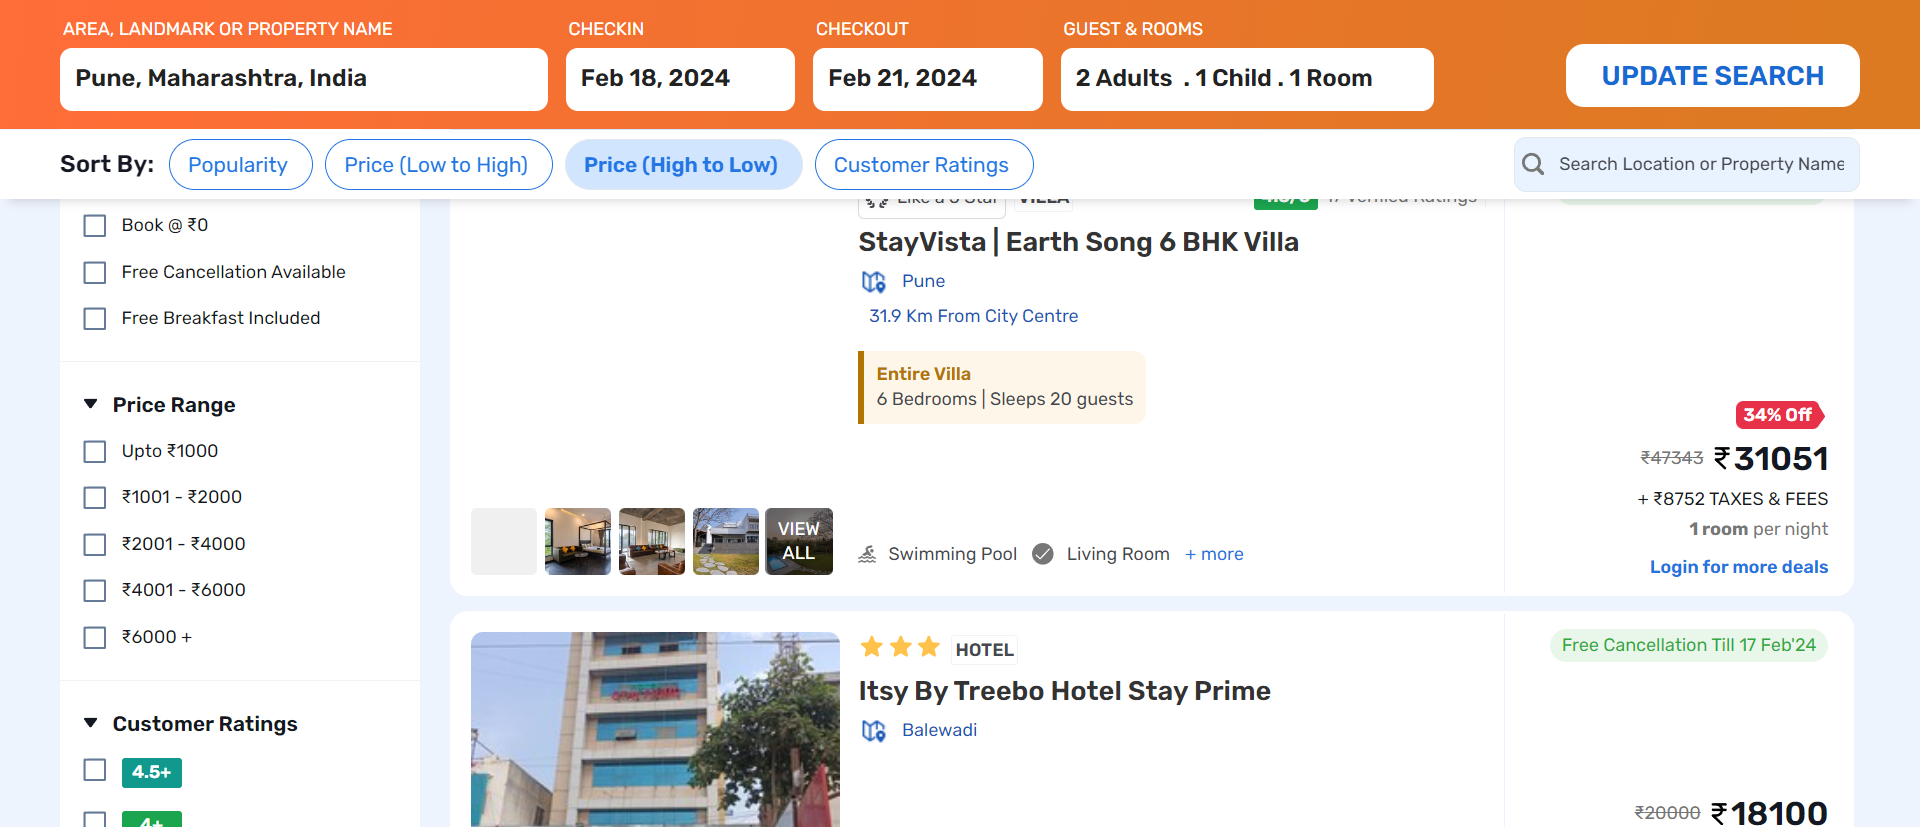 AREA, LANDMARK OR PROPERTY NAME
CHECKIN
CHECKOUT
GUEST & ROOMS
Pune, Maharashtra, India
Feb 18, 2024
Feb 21, 2024
2 Adults . 1 Child . 1 Room
UPDATE SEARCH
Sort By:
Popularity
Price (Low to High)
Price (High to Low)
Customer Ratings
Search Location or Property Name
Book @ ₹0
Free Cancellation Available
Free Breakfast Included
Price Range
Upto ₹1000
₹1001 - ₹2000
₹2001 - ₹4000
₹4001 - ₹6000
₹6000 +
Customer Ratings
4.5+
4+
VILLA
17 Verified Ratings
StayVista | Earth Song 6 BHK Villa
Pune
31.9 Km From City Centre
Entire Villa
6 Bedrooms | Sleeps 20 guests
VIEW
ALL
Swimming Pool
Living Room
+ more
34% Off
₹47343 ₹31051
+ ₹8752 TAXES & FEES
1 room per night
Login for more deals
HOTEL
Itsy By Treebo Hotel Stay Prime
Balewadi
Free Cancellation Till 17 Feb'24
₹20000 ₹18100